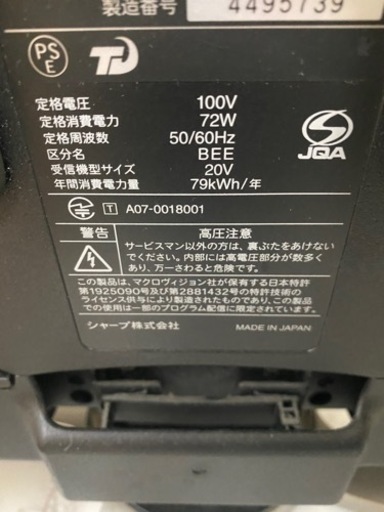 製造番号 4495739
PS
E
定格電圧 100V
定格消費電力 72W
定格周波数 50/60Hz
区分名 BEE
受信機型サイズ 20V
年間消費電力量 79kWh/年
JQA
T A07-0018001
警告 高圧注意
サービスマン以外の方は、裏ぶたをあけない
でください。内部には高電圧部分が数多く
あり、万一さわると危険です。
この製品は、マクロヴィジョン社が保有する日本特許
第1925090号及び第2881432号の特許技術の
ライセンス供与により製造されたものであり、この技術
での使用は一部のプログラム配信に限定されています。
シャープ株式会社 MADE IN JAPAN